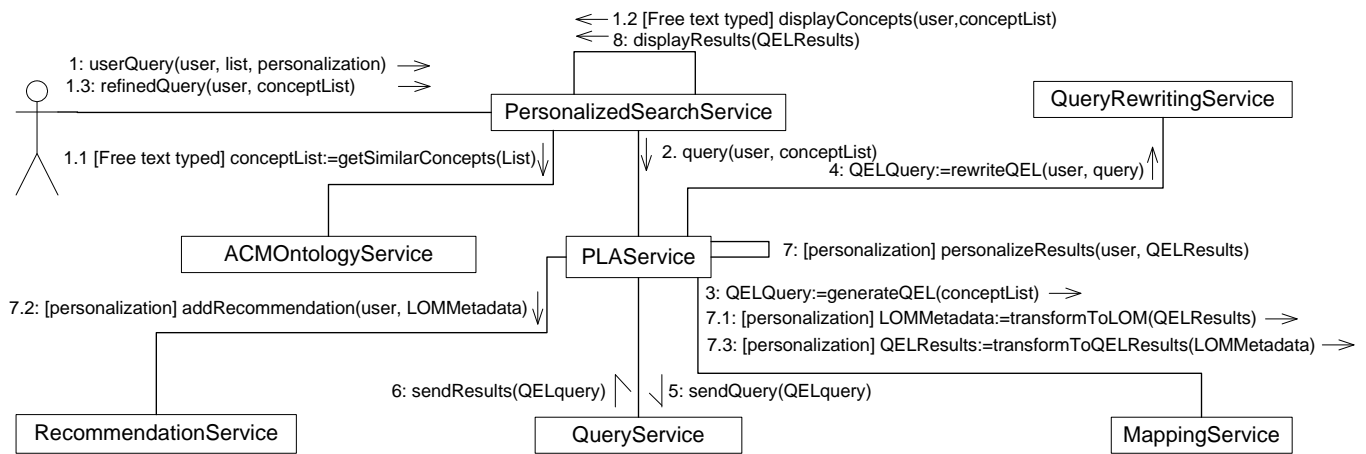 1.2 [Free text typed] displayConcepts(user,conceptList)
8: displayResults(QELResults)
1: userQuery(user, list, personalization)
1.3: refinedQuery(user, conceptList)
PersonalizedSearchService
QueryRewritingService
1.1 [Free text typed] conceptList:=getSimilarConcepts(List)
2. query(user, conceptList)
4: QELQuery:=rewriteQEL(user, query)
ACMOntologyService
PLAService
7: [personalization] personalizeResults(user, QELResults)
7.2: [personalization] addRecommendation(user, LOMMetadata)
3: QELQuery:=generateQEL(conceptList)
7.1: [personalization] LOMMetadata:=transformToLOM(QELResults)
7.3: [personalization] QELResults:=transformToQELResults(LOMMetadata)
6: sendResults(QELquery)
5: sendQuery(QELquery)
RecommendationService
QueryService
MappingService